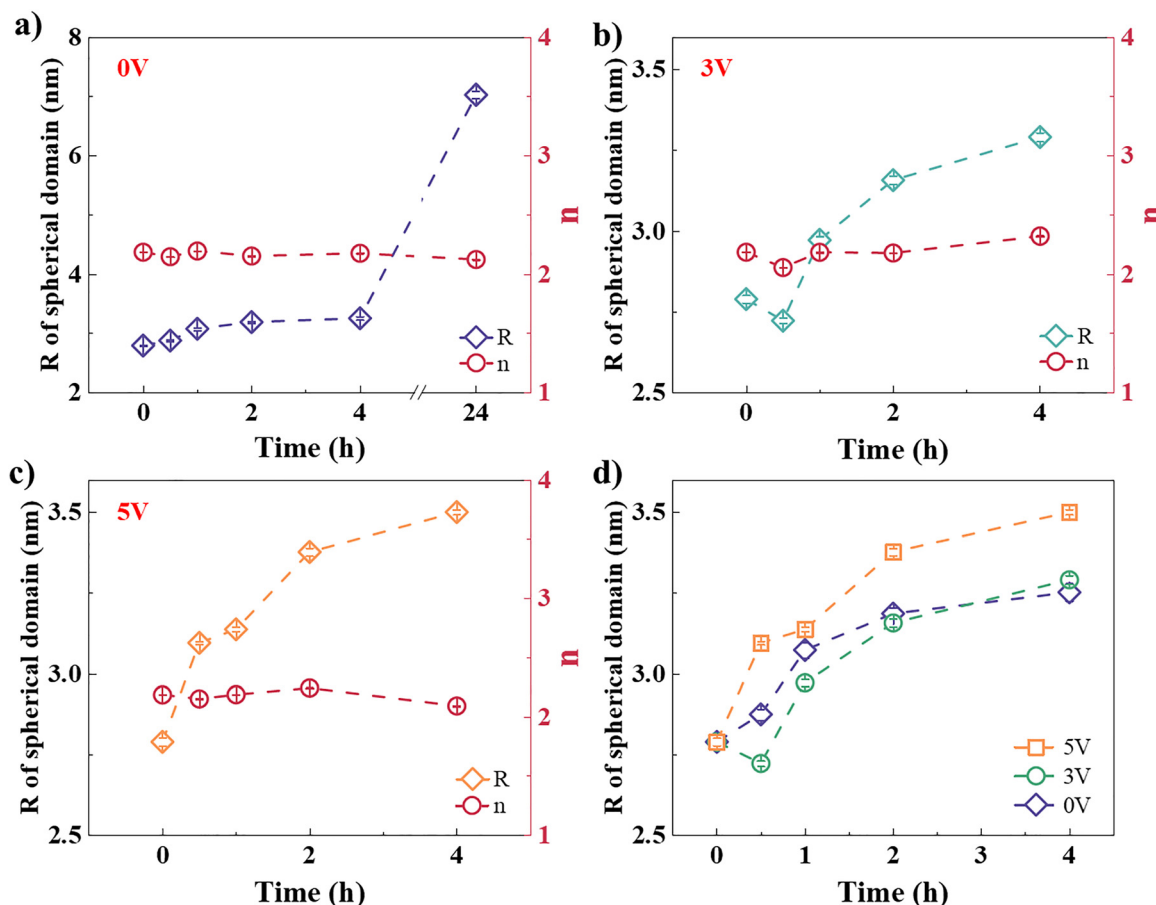 a)
0V
R of spherical domain (nm)
8
6
4
2
4
3
2
1
n
R
n
0
2
4
24
Time (h)
b)
3V
R of spherical domain (nm)
3.5
3.0
2.5
4
3
2
1
n
R
n
0
2
4
Time (h)
c)
5V
R of spherical domain (nm)
3.5
3.0
2.5
4
3
2
1
n
R
n
0
2
4
Time (h)
d)
R of spherical domain (nm)
3.5
3.0
2.5
5V
3V
0V
0
1
2
3
4
Time (h)